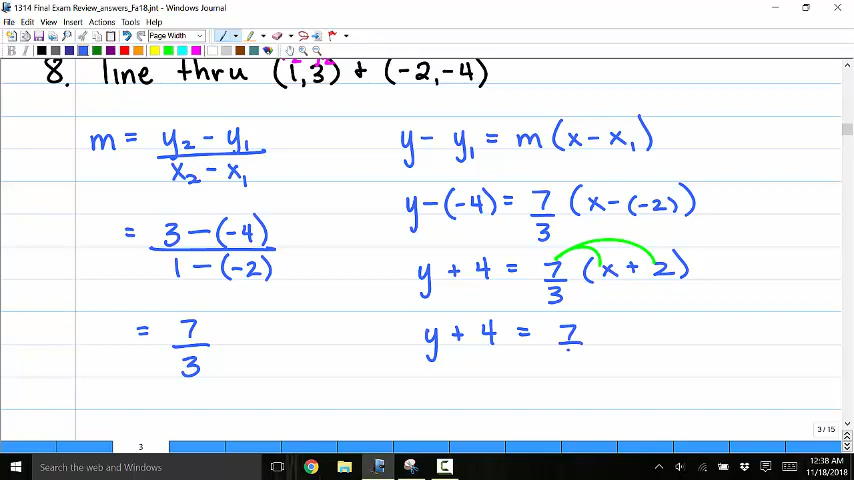 1314 Final Exam Review_answers_Fa18.jnt - Windows Journal
File Edit View Insert Actions Tools Help
Page Width
B I
8. line thru (1,3) + (-2,-4)
m = y₂ - y₁ / x₂ - x₁
y - y₁ = m(x - x₁)
= 3 - (-4) / 1 - (-2)
y - (-4) = 7/3 (x - (-2))
y + 4 = 7/3 (x + 2)
= 7/3
y + 4 = 7
3/15
3
Search the web and Windows
12:38 AM
11/18/2018